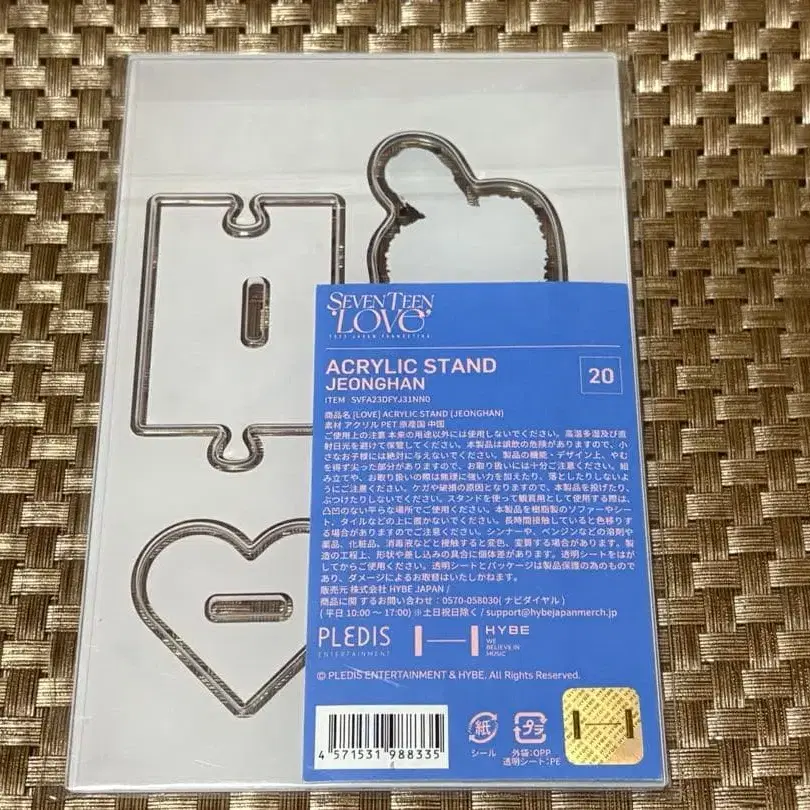 SEVENTEEN
'LOVE'
2023 JAPAN FANMEETING
ACRYLIC STAND
JEONGHAN
20
ITEM : SVFA23DFYJ31NN0
商品名 [LOVE] ACRYLIC STAND (JEONGHAN)
素材 アクリル PET 原産国 中国
ご使用上の注意 本来の用途以外には使用しないでください。高温多湿及び直
射日光を避けて保管してください。本製品は誤飲の危険がありますので、小
さなお子様には絶対に与えないでください。製品の機能・デザイン上、やむ
を得ず尖った部分がありますので、お取り扱いには十分ご注意ください。組
み立てや、お取り扱いの際は無理に強い力を加えたり、落としたりしないよ
うにご注意ください。ケガや破損の原因となりますので、本製品を投げたり、
ぶつけたりしないでください。スタンドを使って観賞用として使用する際は、
凸凹のない平らな場所でご使用ください。本製品を樹脂製のソファーやシー
ト、タイルなどの上に置かないでください。長時間接触していると色移りす
る場合がありますのでご注意ください。シンナーや、ベンジンなどの溶剤や
薬品、化粧品、消毒液などと接触すると変色、変質する場合があります。製
造の工程上、形状や差し込みの具合に個体差があります。透明シートをはが
してからご使用ください。透明シートとパッケージは製品保護の為のもので
あり、ダメージによるお取替はいたしかねます。
販売元 株式会社 HYBE JAPAN /
商品に関するお問い合わせ : 0570-058030( ナビダイヤル )
( 平日 10:00 ～ 17:00) ※土日祝日除く / support@hybejapanmerch.jp
PLEDIS
ENTERTAINMENT
HYBE
WE
BELIEVE IN
MUSIC
© PLEDIS ENTERTAINMENT & HYBE. All Rights Reserved.
4 571531 988335
紙
シール
プラ
外袋:OPP
透明シート:PE